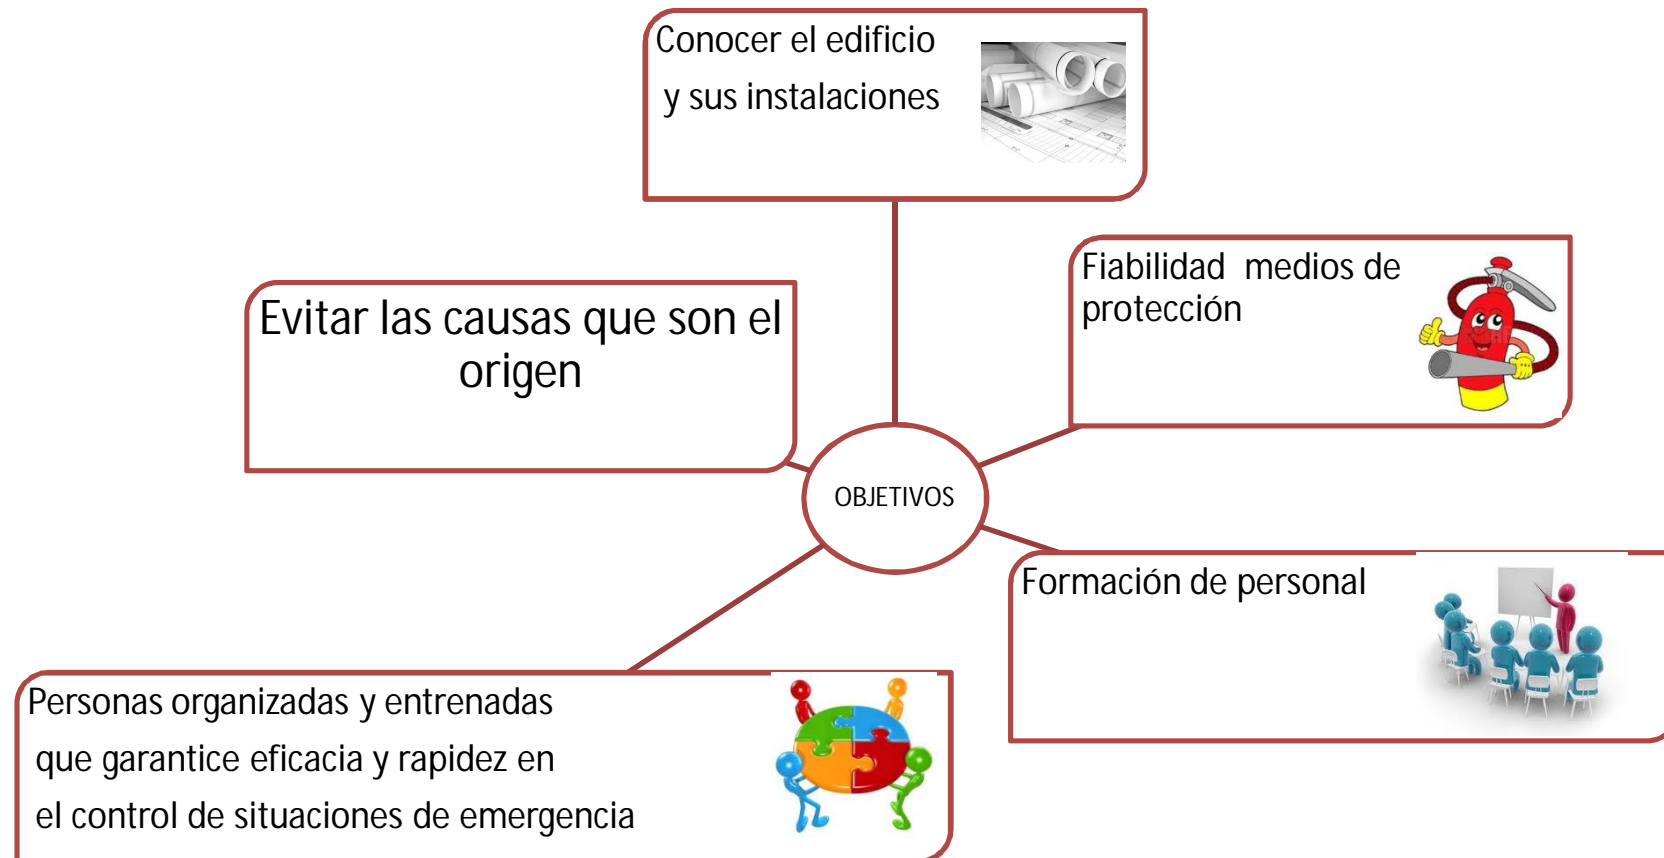 Conocer el edificio
y sus instalaciones
Fiabilidad medios de
protección
Evitar las causas que son el
origen
OBJETIVOS
Formación de personal
Personas organizadas y entrenadas
que garantice eficacia y rapidez en
el control de situaciones de emergencia